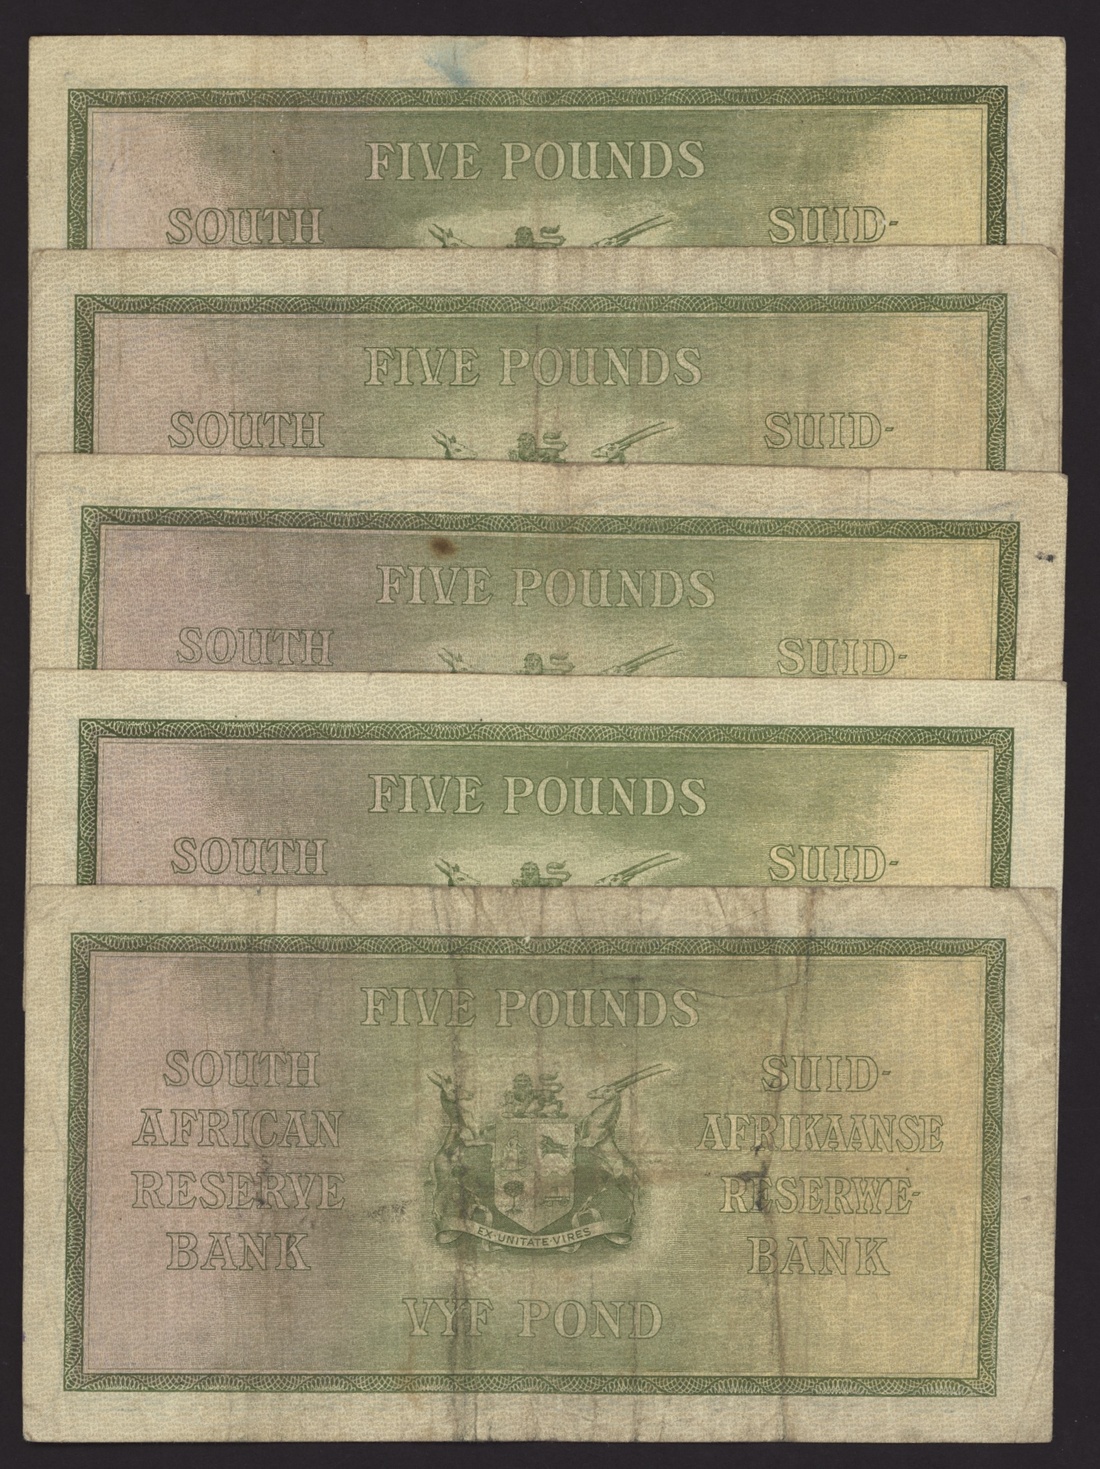 FIVE POUNDS
SOUTH SUID-
FIVE POUNDS
SOUTH SUID-
FIVE POUNDS
SOUTH SUID-
FIVE POUNDS
SOUTH SUID-
FIVE POUNDS
SOUTH
AFRICAN
RESERVE
BANK
SUID-
AFRIKAANSE
RESERWE-
BANK
EX·UNITATE·VIRES
VYF POND